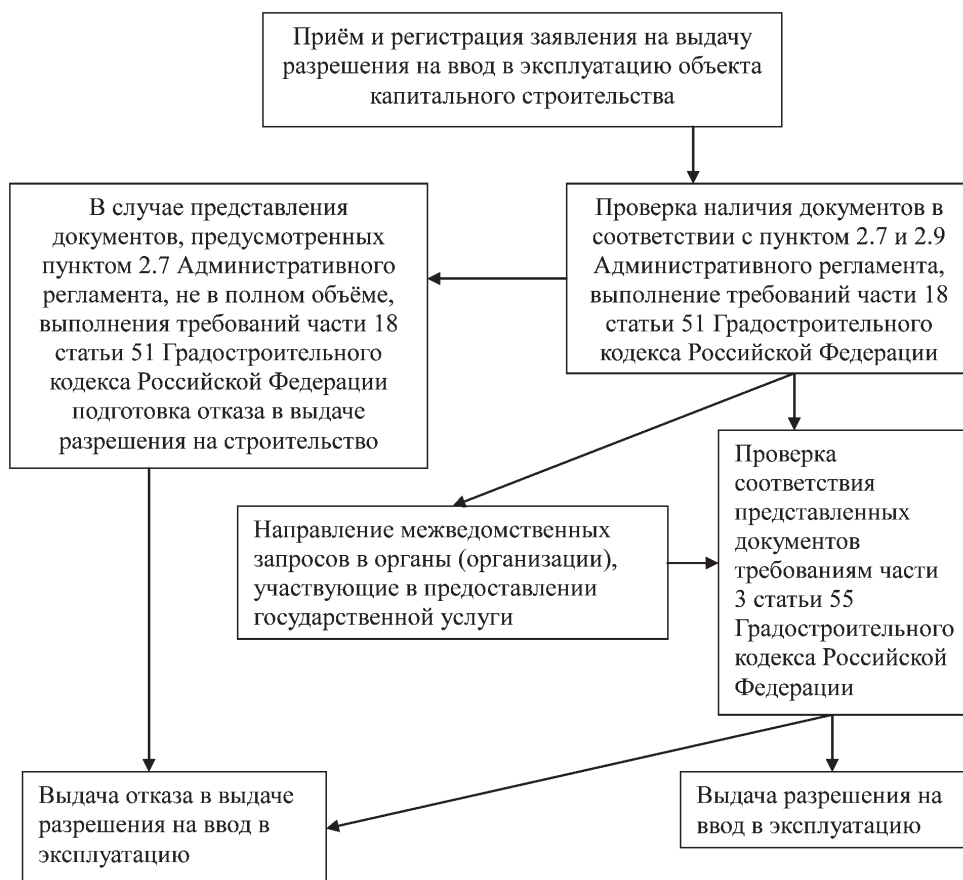 Приём и регистрация заявления на выдачу
разрешения на ввод в эксплуатацию объекта
капитального строительства
В случае представления
документов, предусмотренных
пунктом 2.7 Административного
регламента, не в полном объёме,
выполнения требований части 18
статьи 51 Градостроительного
кодекса Российской Федерации
подготовка отказа в выдаче
разрешения на строительство
Проверка наличия документов в
соответствии с пунктом 2.7 и 2.9
Административного регламента,
выполнение требований части 18
статьи 51 Градостроительного
кодекса Российской Федерации
Направление межведомственных
запросов в органы (организации),
участвующие в предоставлении
государственной услуги
Проверка
соответствия
представленных
документов
требованиям части
3 статьи 55
Градостроительного
кодекса Российской
Федерации
Выдача отказа в выдаче
разрешения на ввод в
эксплуатацию
Выдача разрешения на
ввод в эксплуатацию